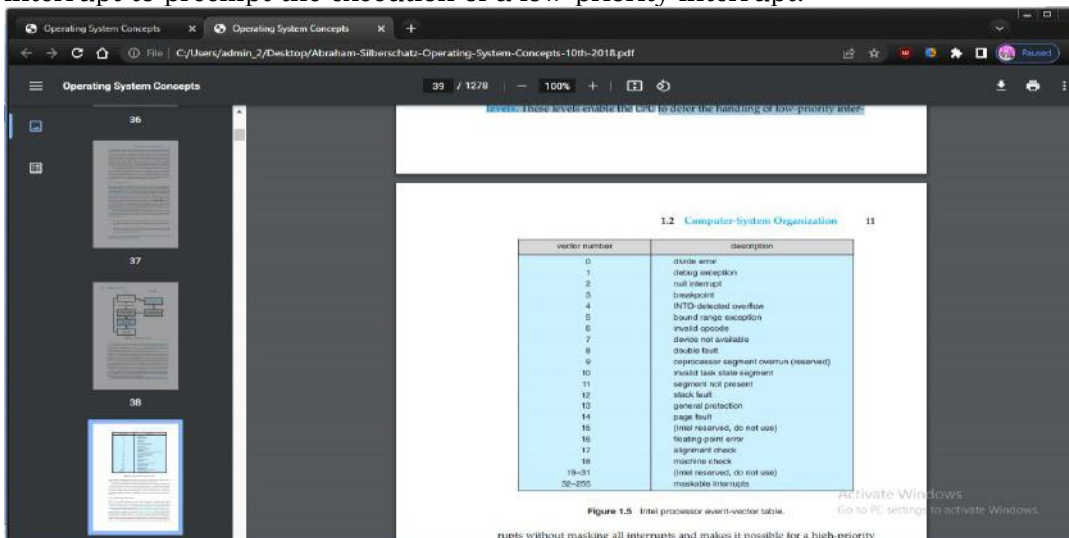 interrupt to preempt the execution of a low-priority interrupt.
Operating System Concepts
Operating System Concepts
File
C:/Users/admin_2/Desktop/Abraham-Silberschatz-Operating-System-Concepts-10th-2018.pdf
Paused
Operating System Concepts
39 / 1278
100%
levels. These levels enable the CPU to defer the handling of low-priority inter-
36
37
38
1.2 Computer-System Organization 11
vector number description
0 divide error
1 debug exception
2 null interrupt
3 breakpoint
4 INTO-detected overflow
5 bound range exception
6 invalid opcode
7 device not available
8 double fault
9 coprocessor segment overrun (reserved)
10 invalid task state segment
11 segment not present
12 stack fault
13 general protection
14 page fault
15 (Intel reserved, do not use)
16 floating-point error
17 alignment check
18 machine check
19–31 (Intel reserved, do not use)
32–255 maskable interrupts
Figure 1.5 Intel processor event-vector table.
Activate Windows
Go to PC settings to activate Windows.
rupts without masking all interrupts and makes it possible for a high-priority